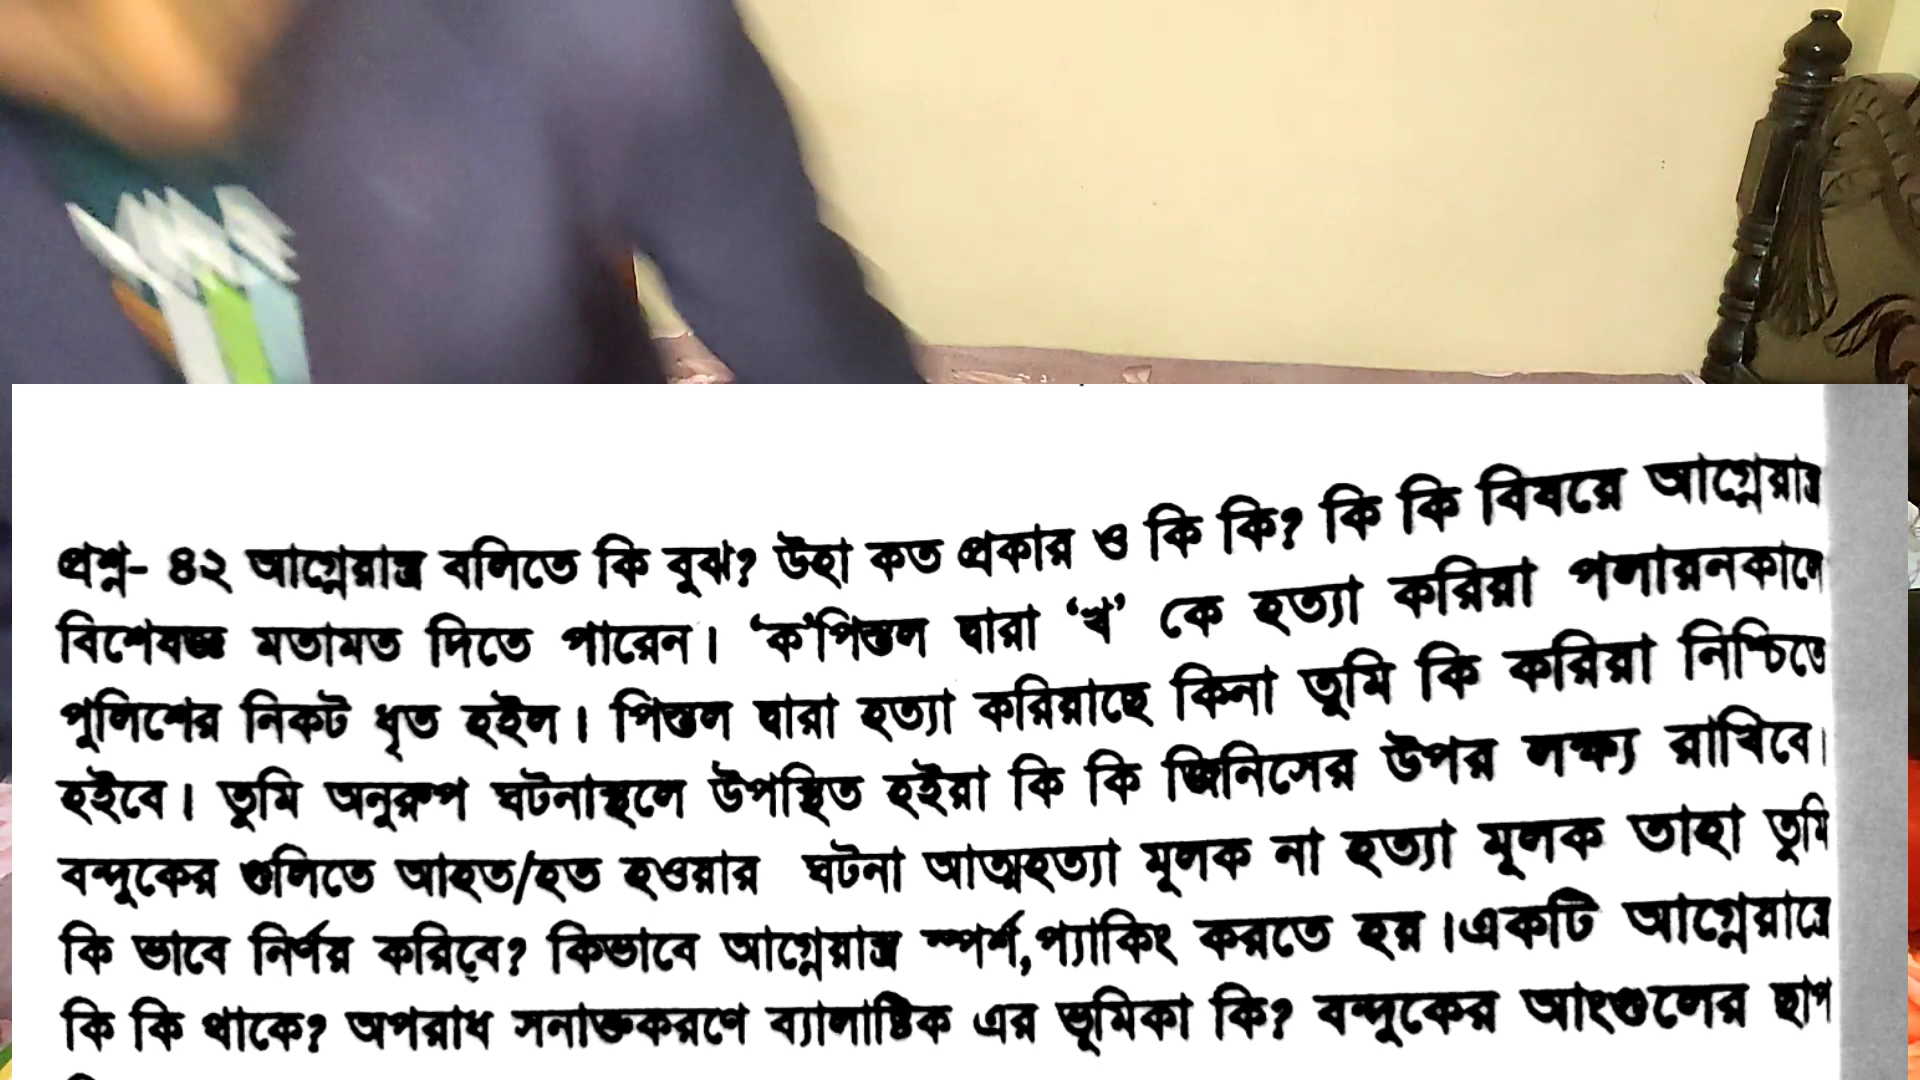 প্রশ্ন- ৪২ আগ্নেয়াস্ত্র বলিতে কি বুঝ? উহা কত প্রকার ও কি কি? কি কি বিষয়ে আগ্নেয়াস্ত্র
বিশেষজ্ঞ মতামত দিতে পারেন। ‘ক’পিস্তল দ্বারা ‘খ’ কে হত্যা করিয়া পলায়নকালে
পুলিশের নিকট ধৃত হইল। পিস্তল দ্বারা হত্যা করিয়াছে কিনা তুমি কি করিয়া নিশ্চিতে
হইবে। তুমি অনুরুপ ঘটনাস্থলে উপস্থিত হইয়া কি কি জিনিসের উপর লক্ষ্য রাখিবে।
বন্দুকের গুলিতে আহত/হত হওয়ার ঘটনা আত্মহত্যা মূলক না হত্যা মূলক তাহা তুমি
কি ভাবে নির্ণয় করিবে? কিভাবে আগ্নেয়াস্ত্র স্পর্শ,প্যাকিং করতে হয়।একটি আগ্নেয়াস্ত্রে
কি কি থাকে? অপরাধ সনাক্তকরণে ব্যালাষ্টিক এর ভূমিকা কি? বন্দুকের আংগুলের ছাপ